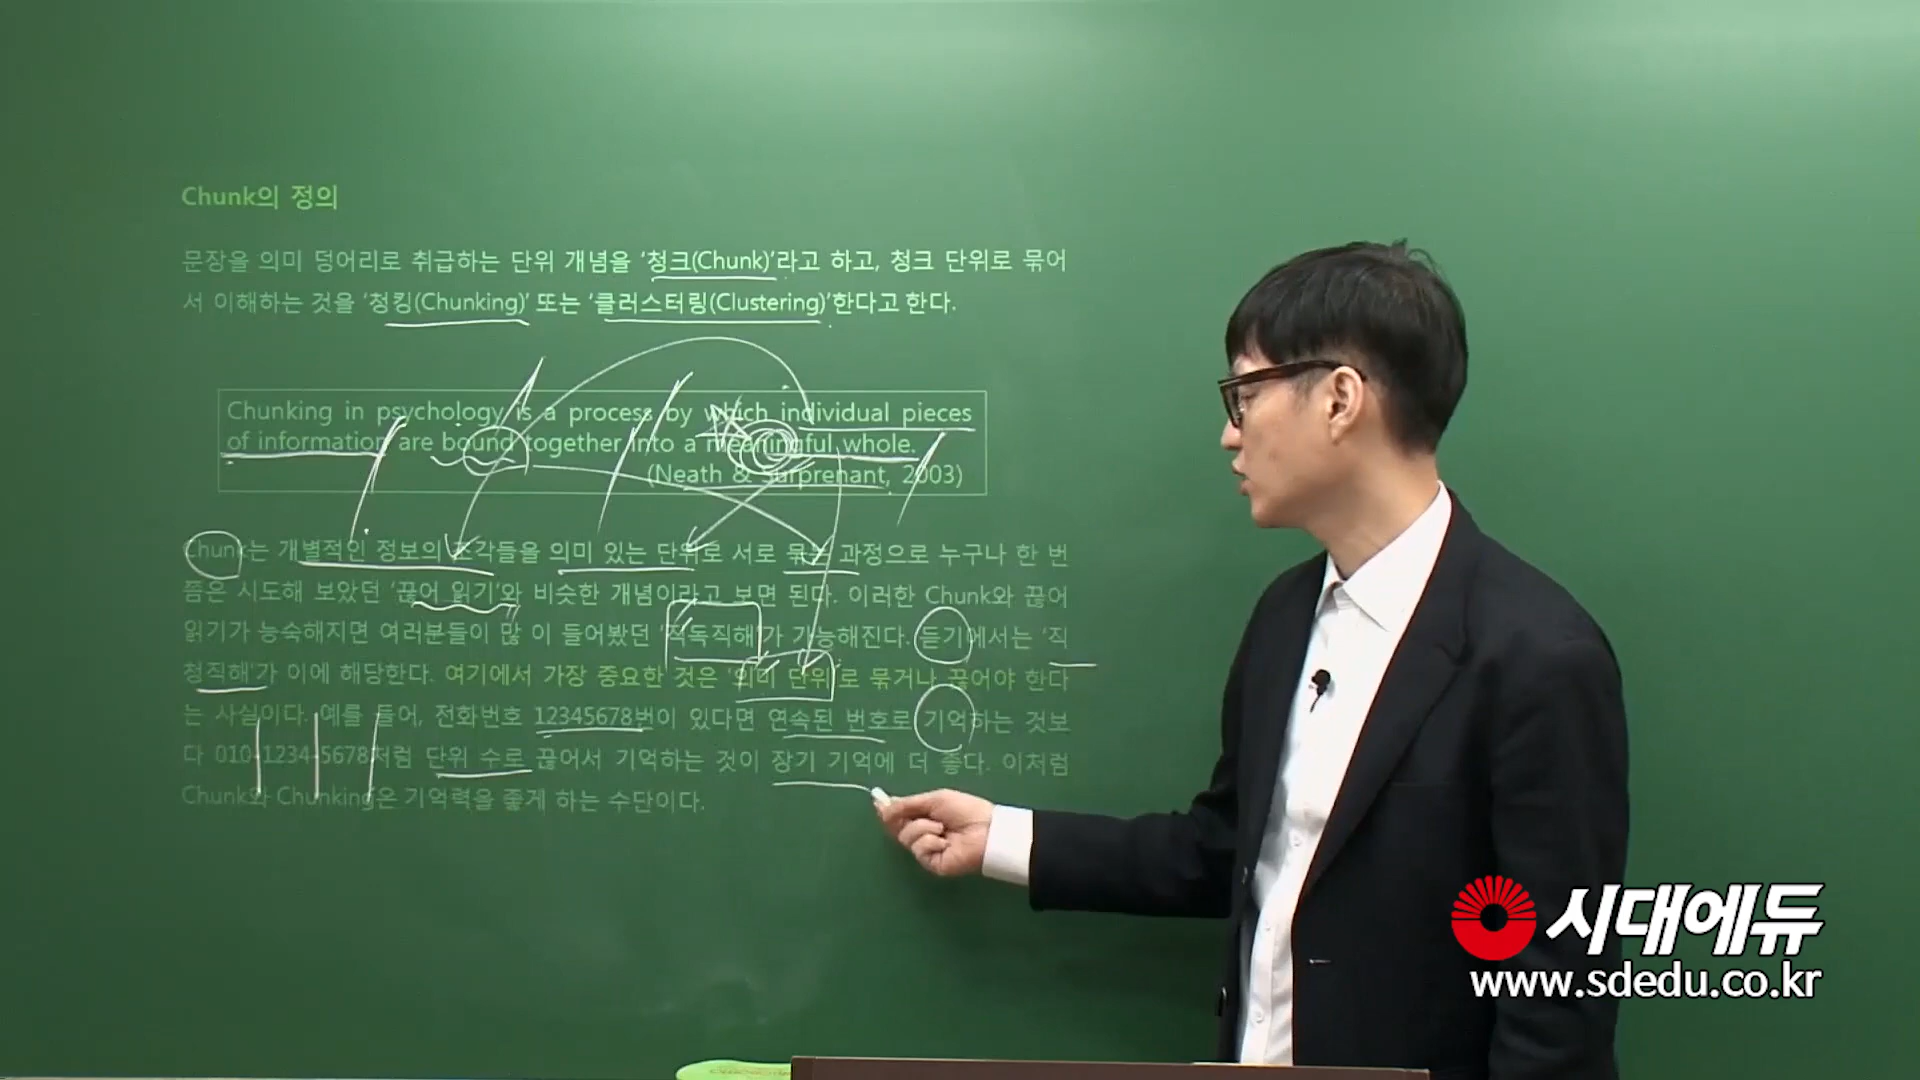 Chunk의 정의
문장을 의미 덩어리로 취급하는 단위 개념을 ‘청크(Chunk)’라고 하고, 청크 단위로 묶어
서 이해하는 것을 ‘청킹(Chunking)’ 또는 ‘클러스터링(Clustering)’한다고 한다.
Chunking in psychology is a process by which individual pieces
of information are bound together into a meaningful whole.
(Neath & Surprenant, 2003)
Chunk는 개별적인 정보의 조각들을 의미 있는 단위로 서로 묶는 과정으로 누구나 한 번
쯤은 시도해 보았던 ‘끊어 읽기’와 비슷한 개념이라고 보면 된다. 이러한 Chunk와 끊어
읽기가 능숙해지면 여러분들이 많 이 들어봤던 ‘직독직해’가 가능해진다. 듣기에서는 ‘직
청직해’가 이에 해당한다. 여기에서 가장 중요한 것은 ‘의미 단위’로 묶거나 끊어야 한다
는 사실이다. 예를 들어, 전화번호 12345678번이 있다면 연속된 번호로 기억하는 것보
다 010-1234-5678처럼 단위 수로 끊어서 기억하는 것이 장기 기억에 더 좋다. 이처럼
Chunk와 Chunking은 기억력을 좋게 하는 수단이다.
시대에듀
www.sdedu.co.kr